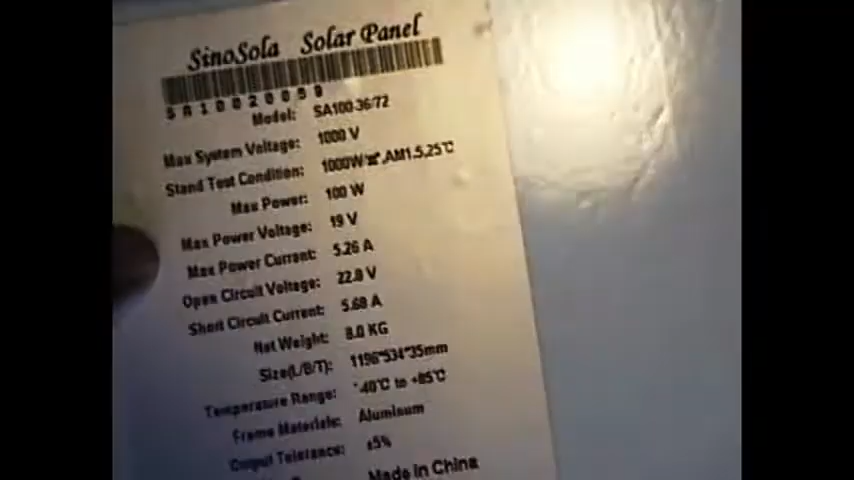 SinoSola Solar Panel
SA10020059
Model: SA100-36/72
Max System Voltage: 1000 V
Stand Test Condition: 1000W/㎡,AM1.5,25℃
Max Power: 100 W
Max Power Voltage: 19 V
Max Power Current: 5.26 A
Open Circuit Voltage: 22.8 V
Short Circuit Current: 5.68 A
Net Weight: 8.0 KG
Size(L/B/T): 1196*534*35mm
Temperature Range: -40℃ to +85℃
Frame Materials: Aluminum
Output Tolerance: ±5%
Made in China